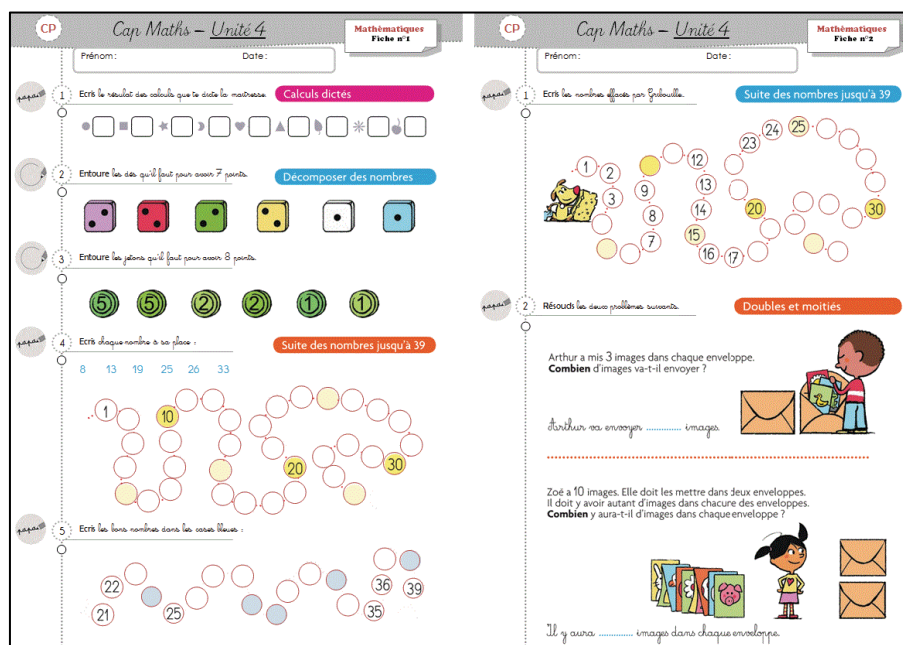 CP
Cap Maths – Unité 4
Mathématiques
Fiche n°1
Prénom :
Date :
1
Ecris le résulat des calculs que te dicte la maitresse.
Calculs dictés
2
Entoure les dés qu'il faut pour avoir 7 points.
Décomposer des nombres
3
Entoure les jetons qu'il faut pour avoir 8 points.
5 5 2 2 1 1
4
Ecris chaque nombre à sa place :
Suite des nombres jusqu'à 39
8 13 19 25 26 33
1 10
20 30
5
Ecris les bons nombres dans les cases bleues :
22 36 39
21 25 35
CP
Cap Maths – Unité 4
Mathématiques
Fiche n°2
Prénom :
Date :
1
Ecris les nombres effacés par Gribouille.
Suite des nombres jusqu'à 39
23 24 25
1 2 9 12
3 8 13
14 20 30
7 15
16 17
2
Résouds les deux problèmes suivants.
Doubles et moitiés
Arthur a mis 3 images dans chaque enveloppe.
Combien d'images va-t-il envoyer ?
Arthur va envoyer .............. images.
Zoé a 10 images. Elle doit les mettre dans deux enveloppes.
Il doit y avoir autant d'images dans chacure des enveloppes.
Combien y aura-t-il d'images dans chaque enveloppe ?
Il y aura .............. images dans chaque enveloppe.